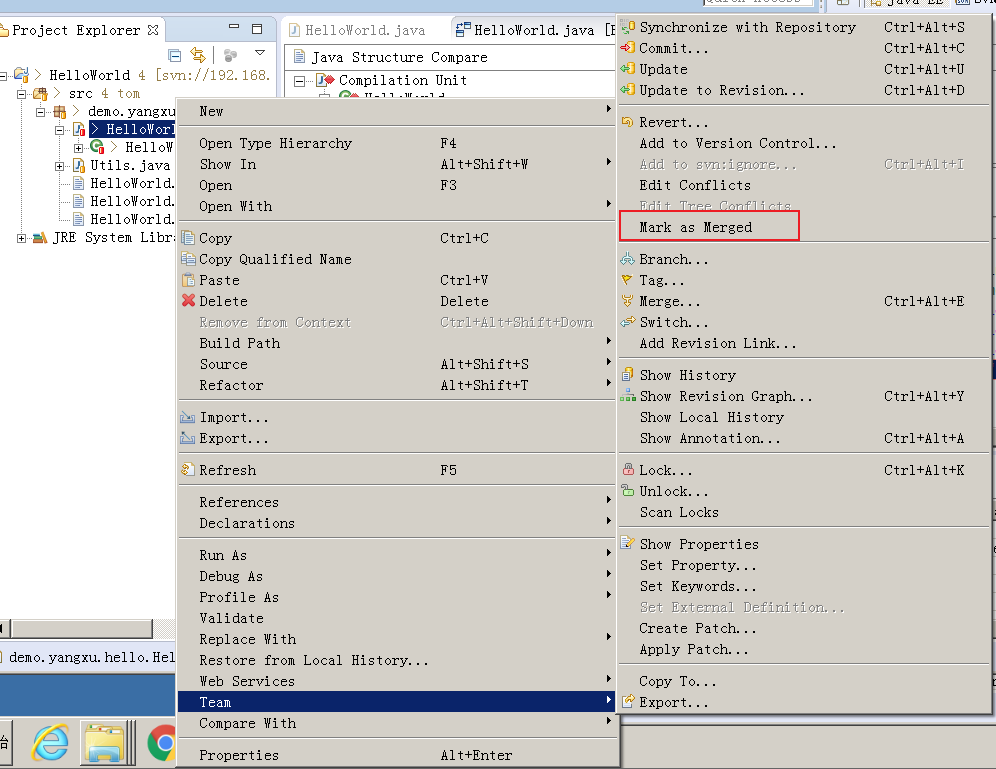 Project Explorer
HelloWorld 4 [svn://192.168.
src 4 tom
demo.yangxu
HelloWorl
HelloW
Utils.java
HelloWorld.
HelloWorld.
HelloWorld.
JRE System Libr
demo.yangxu.hello.Hel
HelloWorld.java
HelloWorld.java [
Java Structure Compare
Compilation Unit
HelloWorld
New
Open Type Hierarchy F4
Show In Alt+Shift+W
Open F3
Open With
Copy Ctrl+C
Copy Qualified Name
Paste Ctrl+V
Delete Delete
Remove from Context Ctrl+Alt+Shift+Down
Build Path
Source Alt+Shift+S
Refactor Alt+Shift+T
Import...
Export...
Refresh F5
References
Declarations
Run As
Debug As
Profile As
Validate
Replace With
Restore from Local History...
Web Services
Team
Compare With
Properties Alt+Enter
Synchronize with Repository Ctrl+Alt+S
Commit... Ctrl+Alt+C
Update Ctrl+Alt+U
Update to Revision... Ctrl+Alt+D
Revert...
Add to Version Control...
Add to svn:ignore... Ctrl+Alt+I
Edit Conflicts
Edit Tree Conflicts
Mark as Merged
Branch...
Tag...
Merge... Ctrl+Alt+E
Switch...
Add Revision Link...
Show History
Show Revision Graph... Ctrl+Alt+Y
Show Local History
Show Annotation... Ctrl+Alt+A
Lock... Ctrl+Alt+K
Unlock...
Scan Locks
Show Properties
Set Property...
Set Keywords...
Set External Definition...
Create Patch...
Apply Patch...
Copy To...
Export...